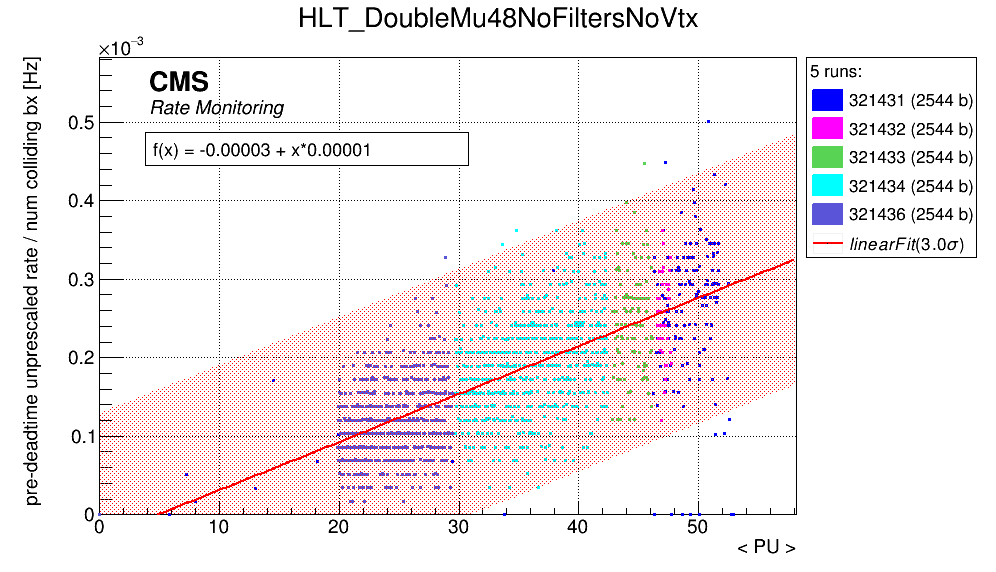 HLT_DoubleMu48NoFiltersNoVtx
×10⁻³
pre-deadtime unprescaled rate / num colliding bx [Hz]
CMS
Rate Monitoring
f(x) = -0.00003 + x*0.00001
0.5
0.4
0.3
0.2
0.1
0
0 10 20 30 40 50
< PU >
5 runs:
321431 (2544 b)
321432 (2544 b)
321433 (2544 b)
321434 (2544 b)
321436 (2544 b)
linearFit(3.0σ)